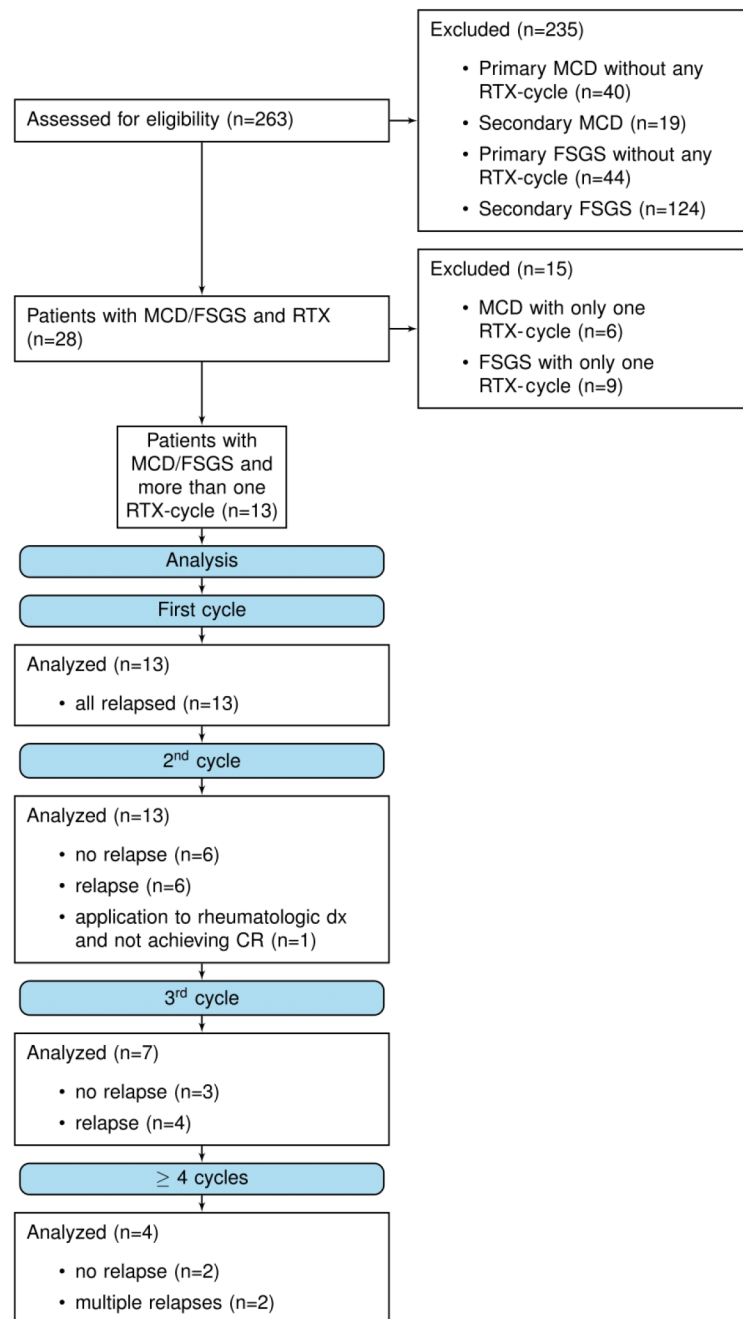 Assessed for eligibility (n=263)
Excluded (n=235)
• Primary MCD without any
RTX-cycle (n=40)
• Secondary MCD (n=19)
• Primary FSGS without any
RTX-cycle (n=44)
• Secondary FSGS (n=124)
Patients with MCD/FSGS and RTX
(n=28)
Excluded (n=15)
• MCD with only one
RTX-cycle (n=6)
• FSGS with only one
RTX-cycle (n=9)
Patients with
MCD/FSGS and
more than one
RTX-cycle (n=13)
Analysis
First cycle
Analyzed (n=13)
• all relapsed (n=13)
2nd cycle
Analyzed (n=13)
• no relapse (n=6)
• relapse (n=6)
• application to rheumatologic dx
and not achieving CR (n=1)
3rd cycle
Analyzed (n=7)
• no relapse (n=3)
• relapse (n=4)
≥ 4 cycles
Analyzed (n=4)
• no relapse (n=2)
• multiple relapses (n=2)